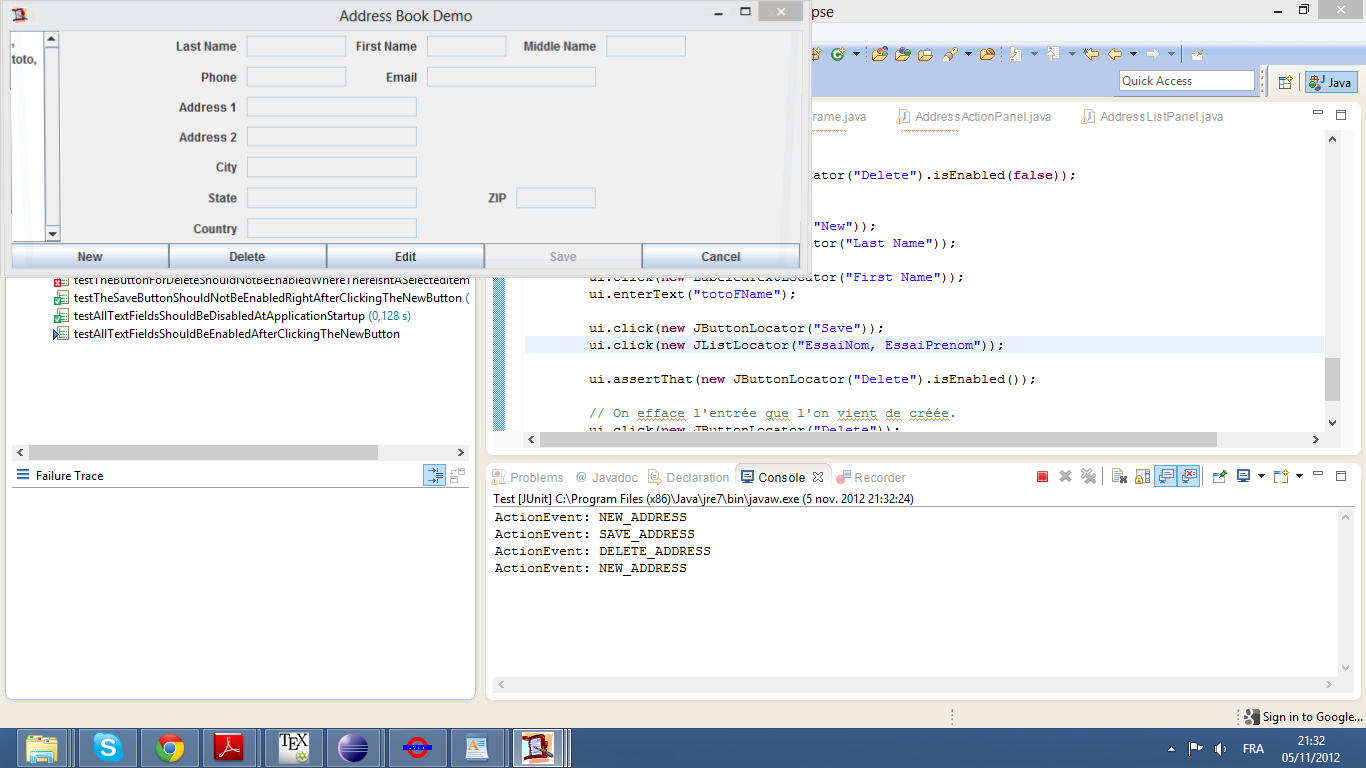 Address Book Demo
pse
,
toto,
Last Name
First Name
Middle Name
Phone
Email
Address 1
Address 2
City
State
ZIP
Country
New
Delete
Edit
Save
Cancel
Quick Access
Java
rame.java
AddressActionPanel.java
AddressListPanel.java
ator("Delete").isEnabled(false));
"New"));
tor("Last Name"));
ui.click(new LabeledTextLocator("First Name"));
ui.enterText("totoFName");
ui.click(new JButtonLocator("Save"));
ui.click(new JListLocator("EssaiNom, EssaiPrenom"));
ui.assertThat(new JButtonLocator("Delete").isEnabled());
// On efface l'entrée que l'on vient de créée.
ui.click(new JButtonLocator("Delete"));
testTheButtonForDeleteShouldNotBeEnabledWhereThereIsntASelectedItem
testTheSaveButtonShouldNotBeEnabledRightAfterClickingTheNewButton (
testAllTextFieldsShouldBeDisabledAtApplicationStartup (0,128 s)
testAllTextFieldsShouldBeEnabledAfterClickingTheNewButton
Failure Trace
Problems
@ Javadoc
Declaration
Console
Recorder
Test [JUnit] C:\Program Files (x86)\Java\jre7\bin\javaw.exe (5 nov. 2012 21:32:24)
ActionEvent: NEW_ADDRESS
ActionEvent: SAVE_ADDRESS
ActionEvent: DELETE_ADDRESS
ActionEvent: NEW_ADDRESS
Sign in to Google...
TEX
FRA
21:32
05/11/2012